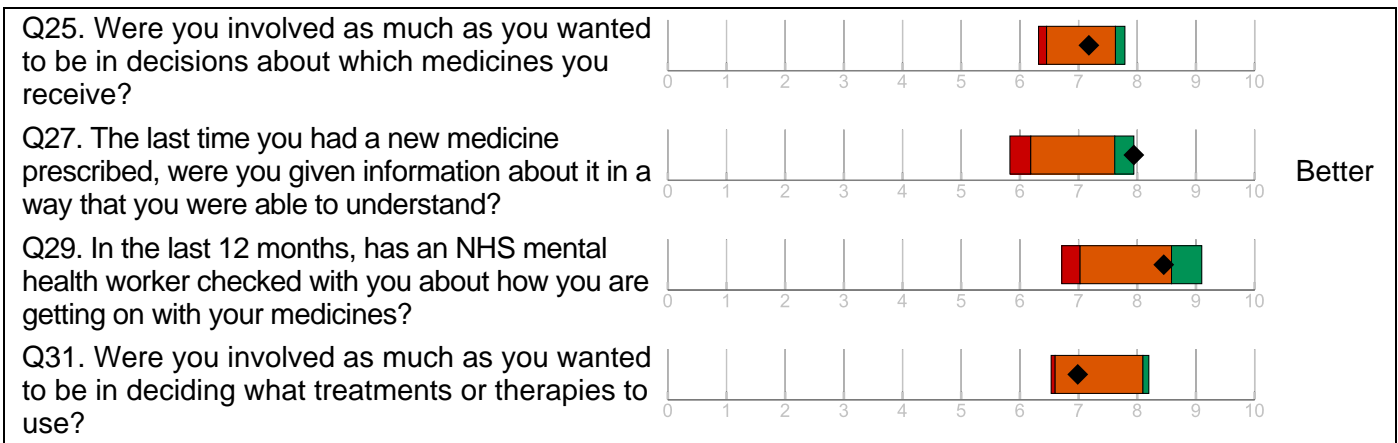 Q25. Were you involved as much as you wanted
to be in decisions about which medicines you
receive?
0 1 2 3 4 5 6 7 8 9 10
Q27. The last time you had a new medicine
prescribed, were you given information about it in a
way that you were able to understand?
0 1 2 3 4 5 6 7 8 9 10
Better
Q29. In the last 12 months, has an NHS mental
health worker checked with you about how you are
getting on with your medicines?
0 1 2 3 4 5 6 7 8 9 10
Q31. Were you involved as much as you wanted
to be in deciding what treatments or therapies to
use?
0 1 2 3 4 5 6 7 8 9 10